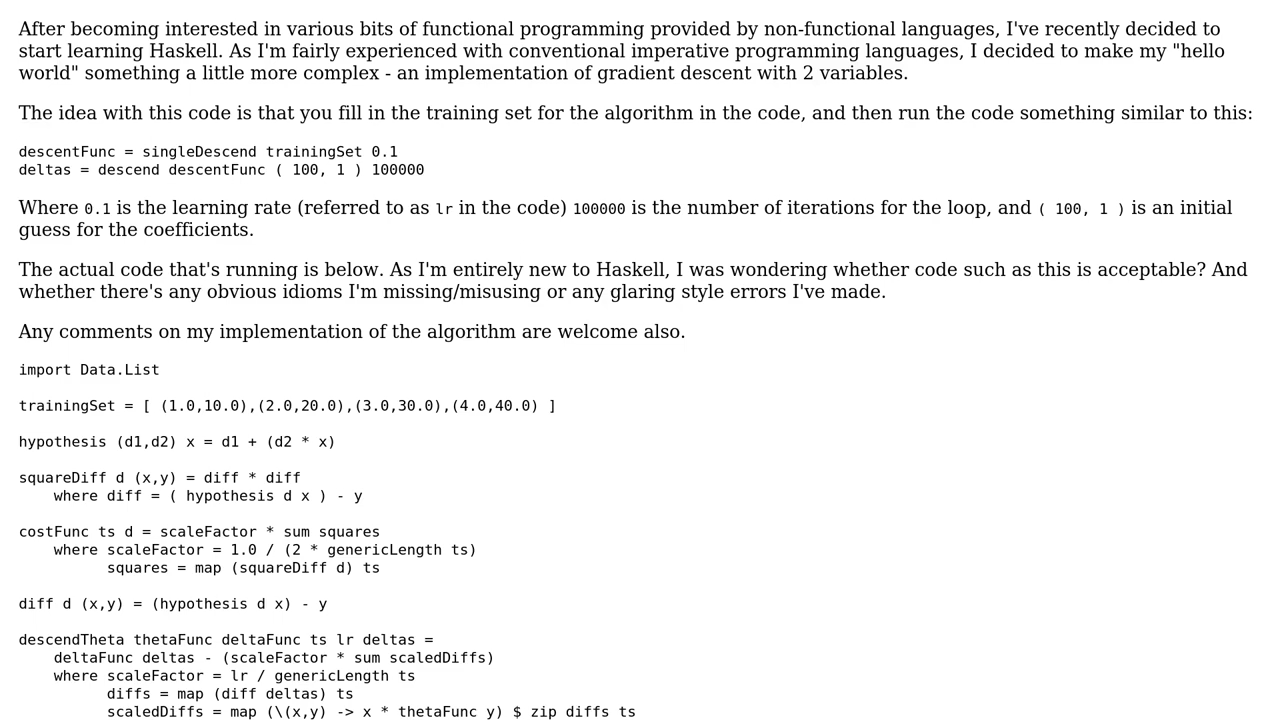 After becoming interested in various bits of functional programming provided by non-functional languages, I've recently decided to
start learning Haskell. As I'm fairly experienced with conventional imperative programming languages, I decided to make my "hello
world" something a little more complex - an implementation of gradient descent with 2 variables.
The idea with this code is that you fill in the training set for the algorithm in the code, and then run the code something similar to this:
descentFunc = singleDescend trainingSet 0.1
deltas = descend descentFunc ( 100, 1 ) 100000
Where 0.1 is the learning rate (referred to as lr in the code) 100000 is the number of iterations for the loop, and ( 100, 1 ) is an initial
guess for the coefficients.
The actual code that's running is below. As I'm entirely new to Haskell, I was wondering whether code such as this is acceptable? And
whether there's any obvious idioms I'm missing/misusing or any glaring style errors I've made.
Any comments on my implementation of the algorithm are welcome also.
import Data.List
trainingSet = [ (1.0,10.0),(2.0,20.0),(3.0,30.0),(4.0,40.0) ]
hypothesis (d1,d2) x = d1 + (d2 * x)
squareDiff d (x,y) = diff * diff
    where diff = ( hypothesis d x ) - y
costFunc ts d = scaleFactor * sum squares
    where scaleFactor = 1.0 / (2 * genericLength ts)
          squares = map (squareDiff d) ts
diff d (x,y) = (hypothesis d x) - y
descendTheta thetaFunc deltaFunc ts lr deltas =
    deltaFunc deltas - (scaleFactor * sum scaledDiffs)
    where scaleFactor = lr / genericLength ts
          diffs = map (diff deltas) ts
          scaledDiffs = map (\(x,y) -> x * thetaFunc y) $ zip diffs ts